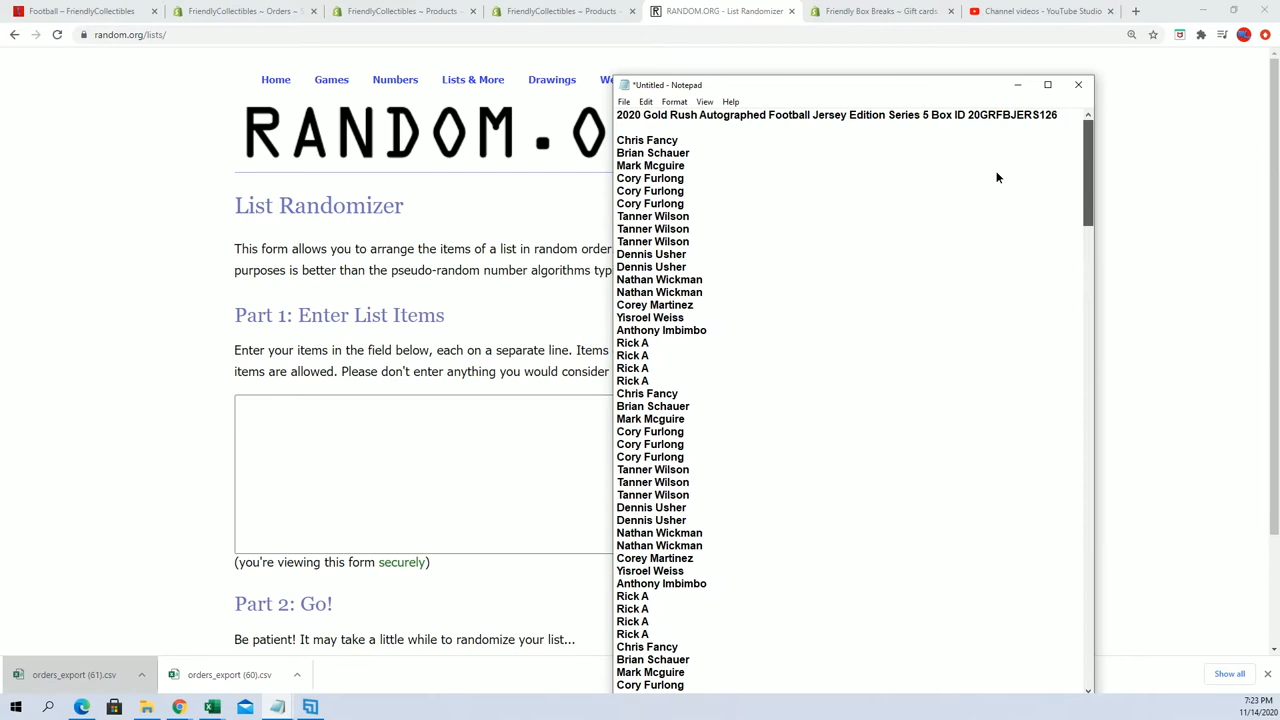 FriendlyCollectibles
FriendlyCollectibles ~ Orders ~ S
FriendlyCollectibles ~ Products ~
FriendlyCollectibles ~ Products ~
RANDOM.ORG - List Randomizer
Friendly Box Breaks ~ Gift cards
Channel videos - YouTube Studio
random.org/lists/
Home
Games
Numbers
Lists & More
Drawings
We
RANDOM.O
List Randomizer
This form allows you to arrange the items of a list in random order
purposes is better than the pseudo-random number algorithms typ
Part 1: Enter List Items
Enter your items in the field below, each on a separate line. Items
items are allowed. Please don't enter anything you would consider
(you're viewing this form securely)
Part 2: Go!
Be patient! It may take a little while to randomize your list...
*Untitled - Notepad
File Edit Format View Help
2020 Gold Rush Autographed Football Jersey Edition Series 5 Box ID 20GRFBJERS126
Chris Fancy
Brian Schauer
Mark Mcguire
Cory Furlong
Cory Furlong
Cory Furlong
Tanner Wilson
Tanner Wilson
Tanner Wilson
Dennis Usher
Dennis Usher
Nathan Wickman
Nathan Wickman
Corey Martinez
Yisroel Weiss
Anthony Imbimbo
Rick A
Rick A
Rick A
Rick A
Chris Fancy
Brian Schauer
Mark Mcguire
Cory Furlong
Cory Furlong
Cory Furlong
Tanner Wilson
Tanner Wilson
Tanner Wilson
Dennis Usher
Dennis Usher
Nathan Wickman
Nathan Wickman
Corey Martinez
Yisroel Weiss
Anthony Imbimbo
Rick A
Rick A
Rick A
Rick A
Chris Fancy
Brian Schauer
Mark Mcguire
Cory Furlong
orders_export (61).csv
orders_export (60).csv
Show all
7:23 PM
11/14/2020